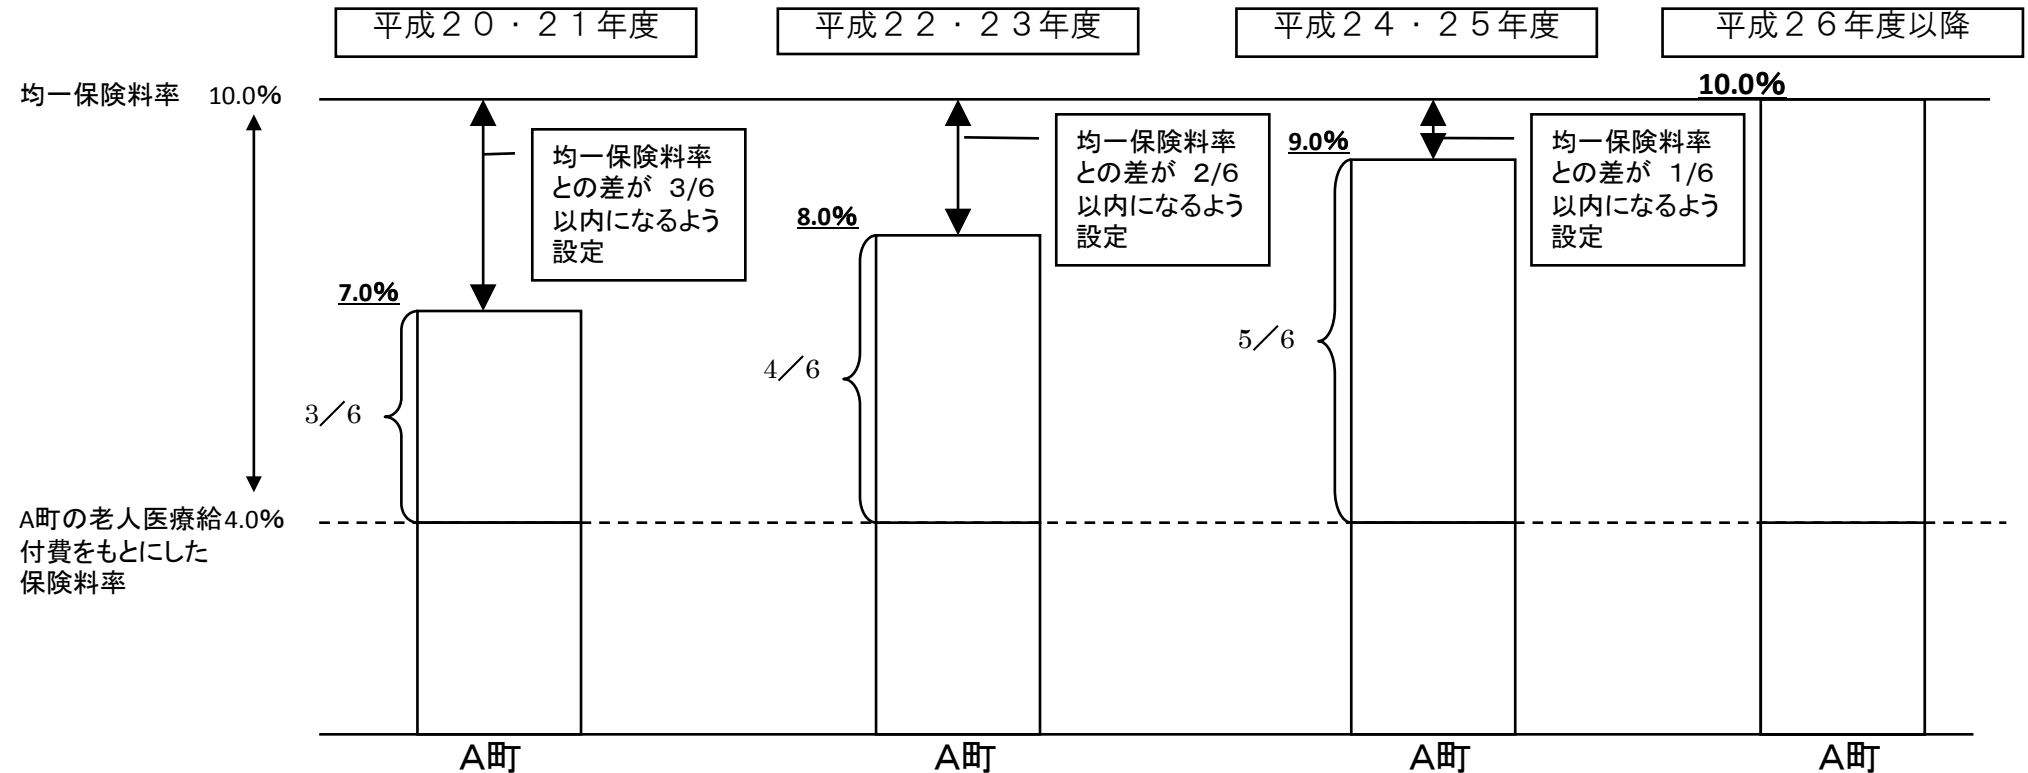 平成２０・２１年度
平成２２・２３年度
平成２４・２５年度
平成２６年度以降
均一保険料率 10.0%
10.0%
均一保険料率
との差が 3/6
以内になるよう
設定
均一保険料率
との差が 2/6
以内になるよう
設定
9.0%
均一保険料率
との差が 1/6
以内になるよう
設定
8.0%
7.0%
5／6
4／6
3／6
A町の老人医療給4.0%
付費をもとにした
保険料率
A町
A町
A町
A町